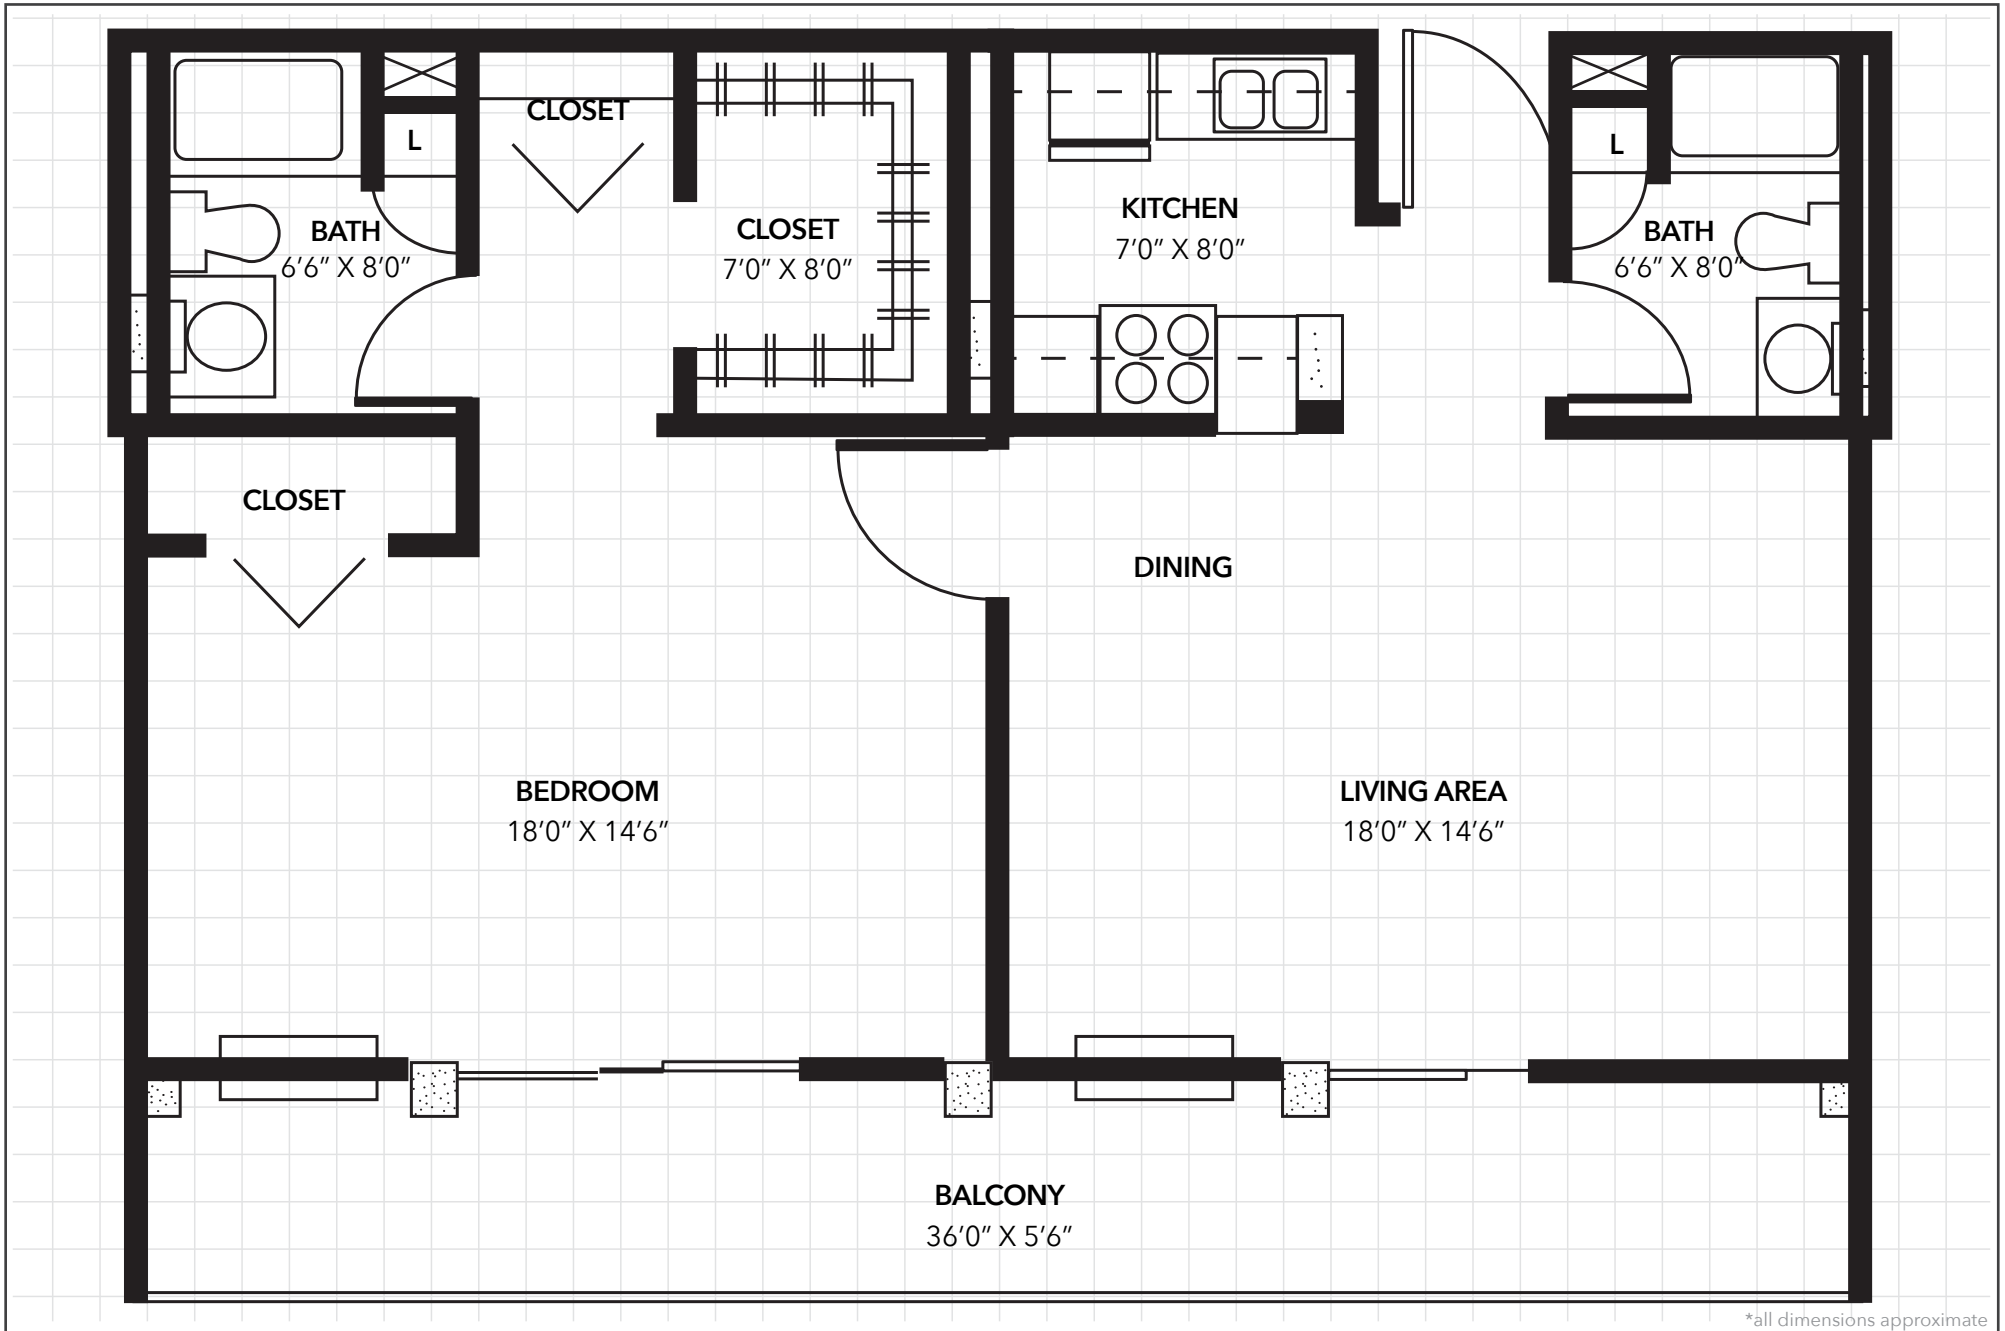 CLOSET
L
L
BATH
6'6” X 8'0”
CLOSET
7'0” X 8'0”
KITCHEN
7'0” X 8'0”
BATH
6'6” X 8'0”
CLOSET
DINING
BEDROOM
18'0” X 14'6”
LIVING AREA
18'0” X 14'6”
BALCONY
36'0” X 5'6”
*all dimensions approximate